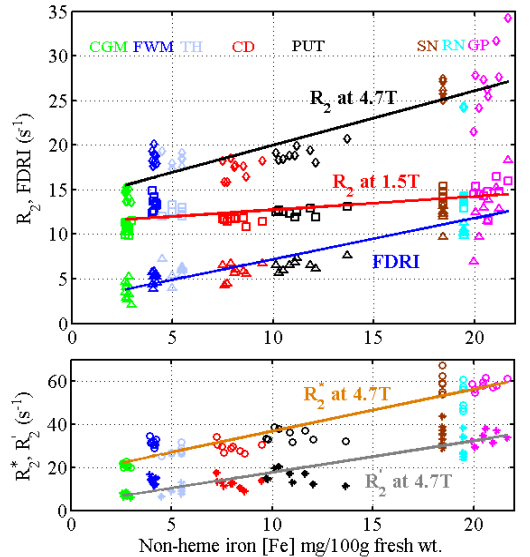 35
30
25
20
15
10
5
0
R₂, FDRI (s⁻¹)
CGM FWM TH CD PUT SN RN GP
R₂ at 4.7T
R₂ at 1.5T
FDRI
0 5 10 15 20
60
40
20
0
R₂*, R₂' (s⁻¹)
R₂* at 4.7T
R₂' at 4.7T
0 5 10 15 20
Non-heme iron [Fe] mg/100g fresh wt.